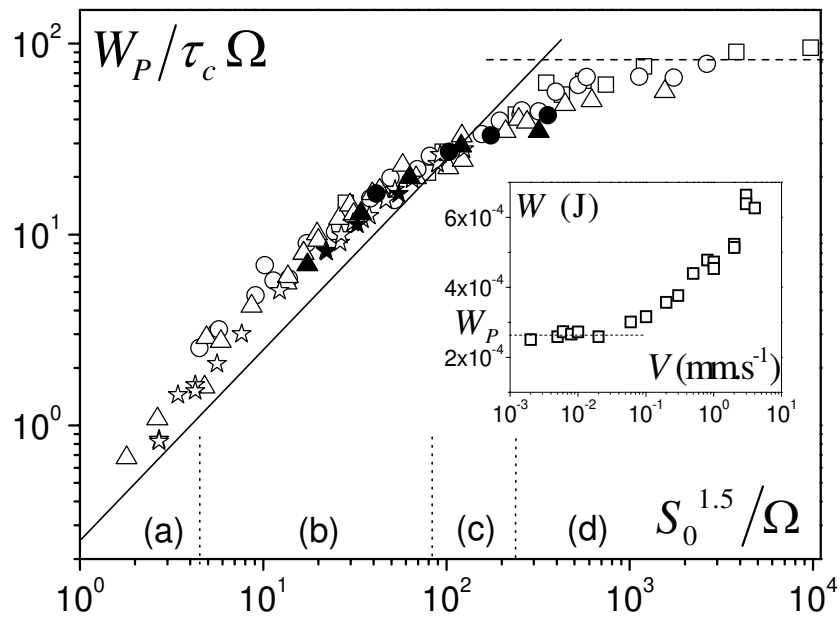 W_P/τ_c Ω
10²
10¹
10⁰
W (J)
6x10⁻⁴
4x10⁻⁴
W_P
2x10⁻⁴
V (mm.s⁻¹)
10⁻³ 10⁻² 10⁻¹ 10⁰ 10¹
(a) (b) (c) (d) S₀^1.5/Ω
10⁰ 10¹ 10² 10³ 10⁴